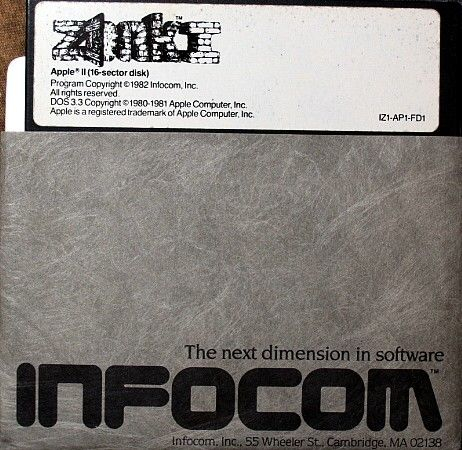 ZORK I™
Apple® II (16-sector disk)
Program Copyright ©1982 Infocom, Inc.
All rights reserved.
DOS 3.3 Copyright ©1980-1981 Apple Computer, Inc.
Apple is a registered trademark of Apple Computer, Inc.
IZ1-AP1-FD1
The next dimension in software
INFOCOM™
Infocom, Inc., 55 Wheeler St., Cambridge, MA 02138